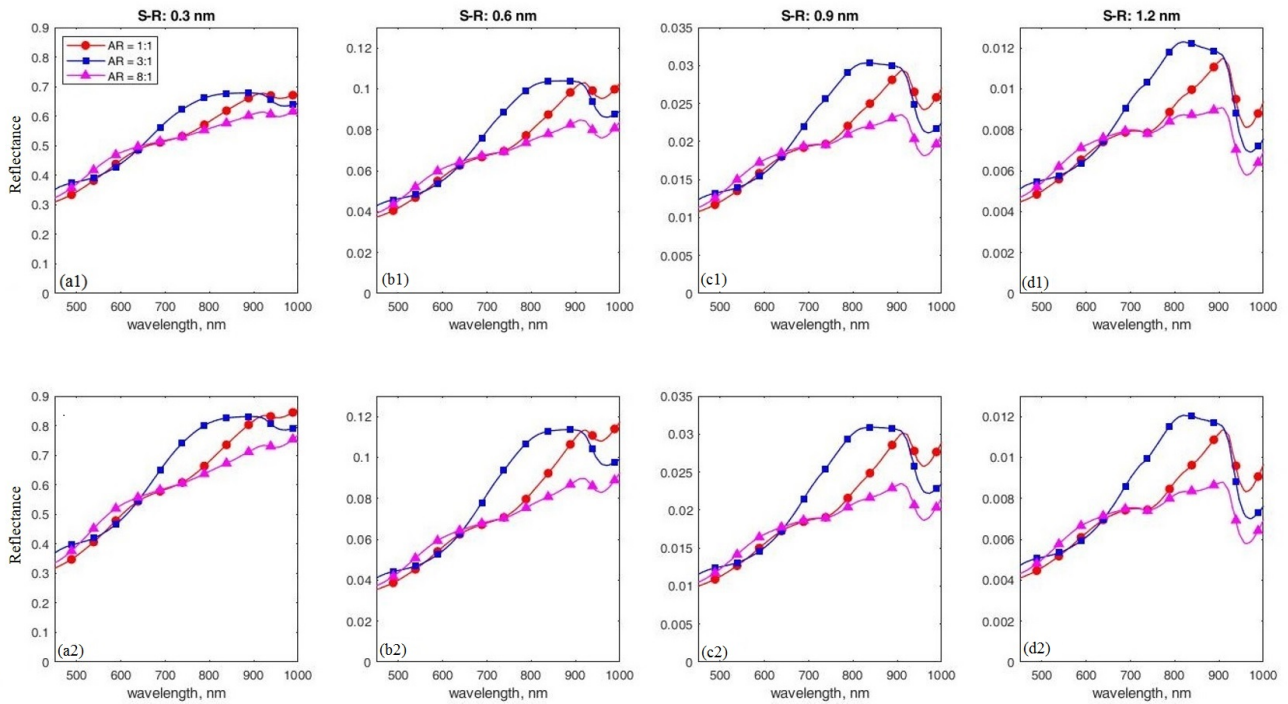 S-R: 0.3 nm
S-R: 0.6 nm
S-R: 0.9 nm
S-R: 1.2 nm
Reflectance
0.9
0.8
0.7
0.6
0.5
0.4
0.3
0.2
0.1
0
AR = 1:1
AR = 3:1
AR = 8:1
(a1)
500 600 700 800 900 1000
wavelength, nm
0.12
0.1
0.08
0.06
0.04
0.02
0
(b1)
500 600 700 800 900 1000
wavelength, nm
0.035
0.03
0.025
0.02
0.015
0.01
0.005
0
(c1)
500 600 700 800 900 1000
wavelength, nm
0.012
0.01
0.008
0.006
0.004
0.002
0
(d1)
500 600 700 800 900 1000
wavelength, nm
Reflectance
0.9
0.8
0.7
0.6
0.5
0.4
0.3
0.2
0.1
0
(a2)
500 600 700 800 900 1000
wavelength, nm
0.12
0.1
0.08
0.06
0.04
0.02
0
(b2)
500 600 700 800 900 1000
wavelength, nm
0.035
0.03
0.025
0.02
0.015
0.01
0.005
0
(c2)
500 600 700 800 900 1000
wavelength, nm
0.012
0.01
0.008
0.006
0.004
0.002
0
(d2)
500 600 700 800 900 1000
wavelength, nm